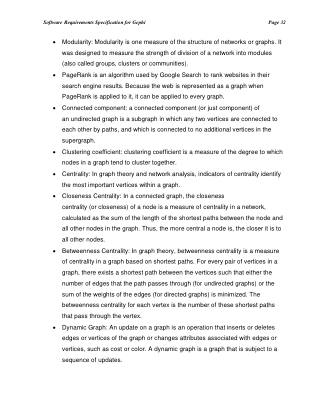 Software Requirements Specification for Gephi Page 32
• Modularity: Modularity is one measure of the structure of networks or graphs. It
was designed to measure the strength of division of a network into modules
(also called groups, clusters or communities).
• PageRank is an algorithm used by Google Search to rank websites in their
search engine results. Because the web is represented as a graph when
PageRank is applied to it, it can be applied to every graph.
• Connected component: a connected component (or just component) of
an undirected graph is a subgraph in which any two vertices are connected to
each other by paths, and which is connected to no additional vertices in the
supergraph.
• Clustering coefficient: clustering coefficient is a measure of the degree to which
nodes in a graph tend to cluster together.
• Centrality: In graph theory and network analysis, indicators of centrality identify
the most important vertices within a graph.
• Closeness Centrality: In a connected graph, the closeness
centrality (or closeness) of a node is a measure of centrality in a network,
calculated as the sum of the length of the shortest paths between the node and
all other nodes in the graph. Thus, the more central a node is, the closer it is to
all other nodes.
• Betweenness Centrality: In graph theory, betweenness centrality is a measure
of centrality in a graph based on shortest paths. For every pair of vertices in a
graph, there exists a shortest path between the vertices such that either the
number of edges that the path passes through (for undirected graphs) or the
sum of the weights of the edges (for directed graphs) is minimized. The
betweenness centrality for each vertex is the number of these shortest paths
that pass through the vertex.
• Dynamic Graph: An update on a graph is an operation that inserts or deletes
edges or vertices of the graph or changes attributes associated with edges or
vertices, such as cost or color. A dynamic graph is a graph that is subject to a
sequence of updates.